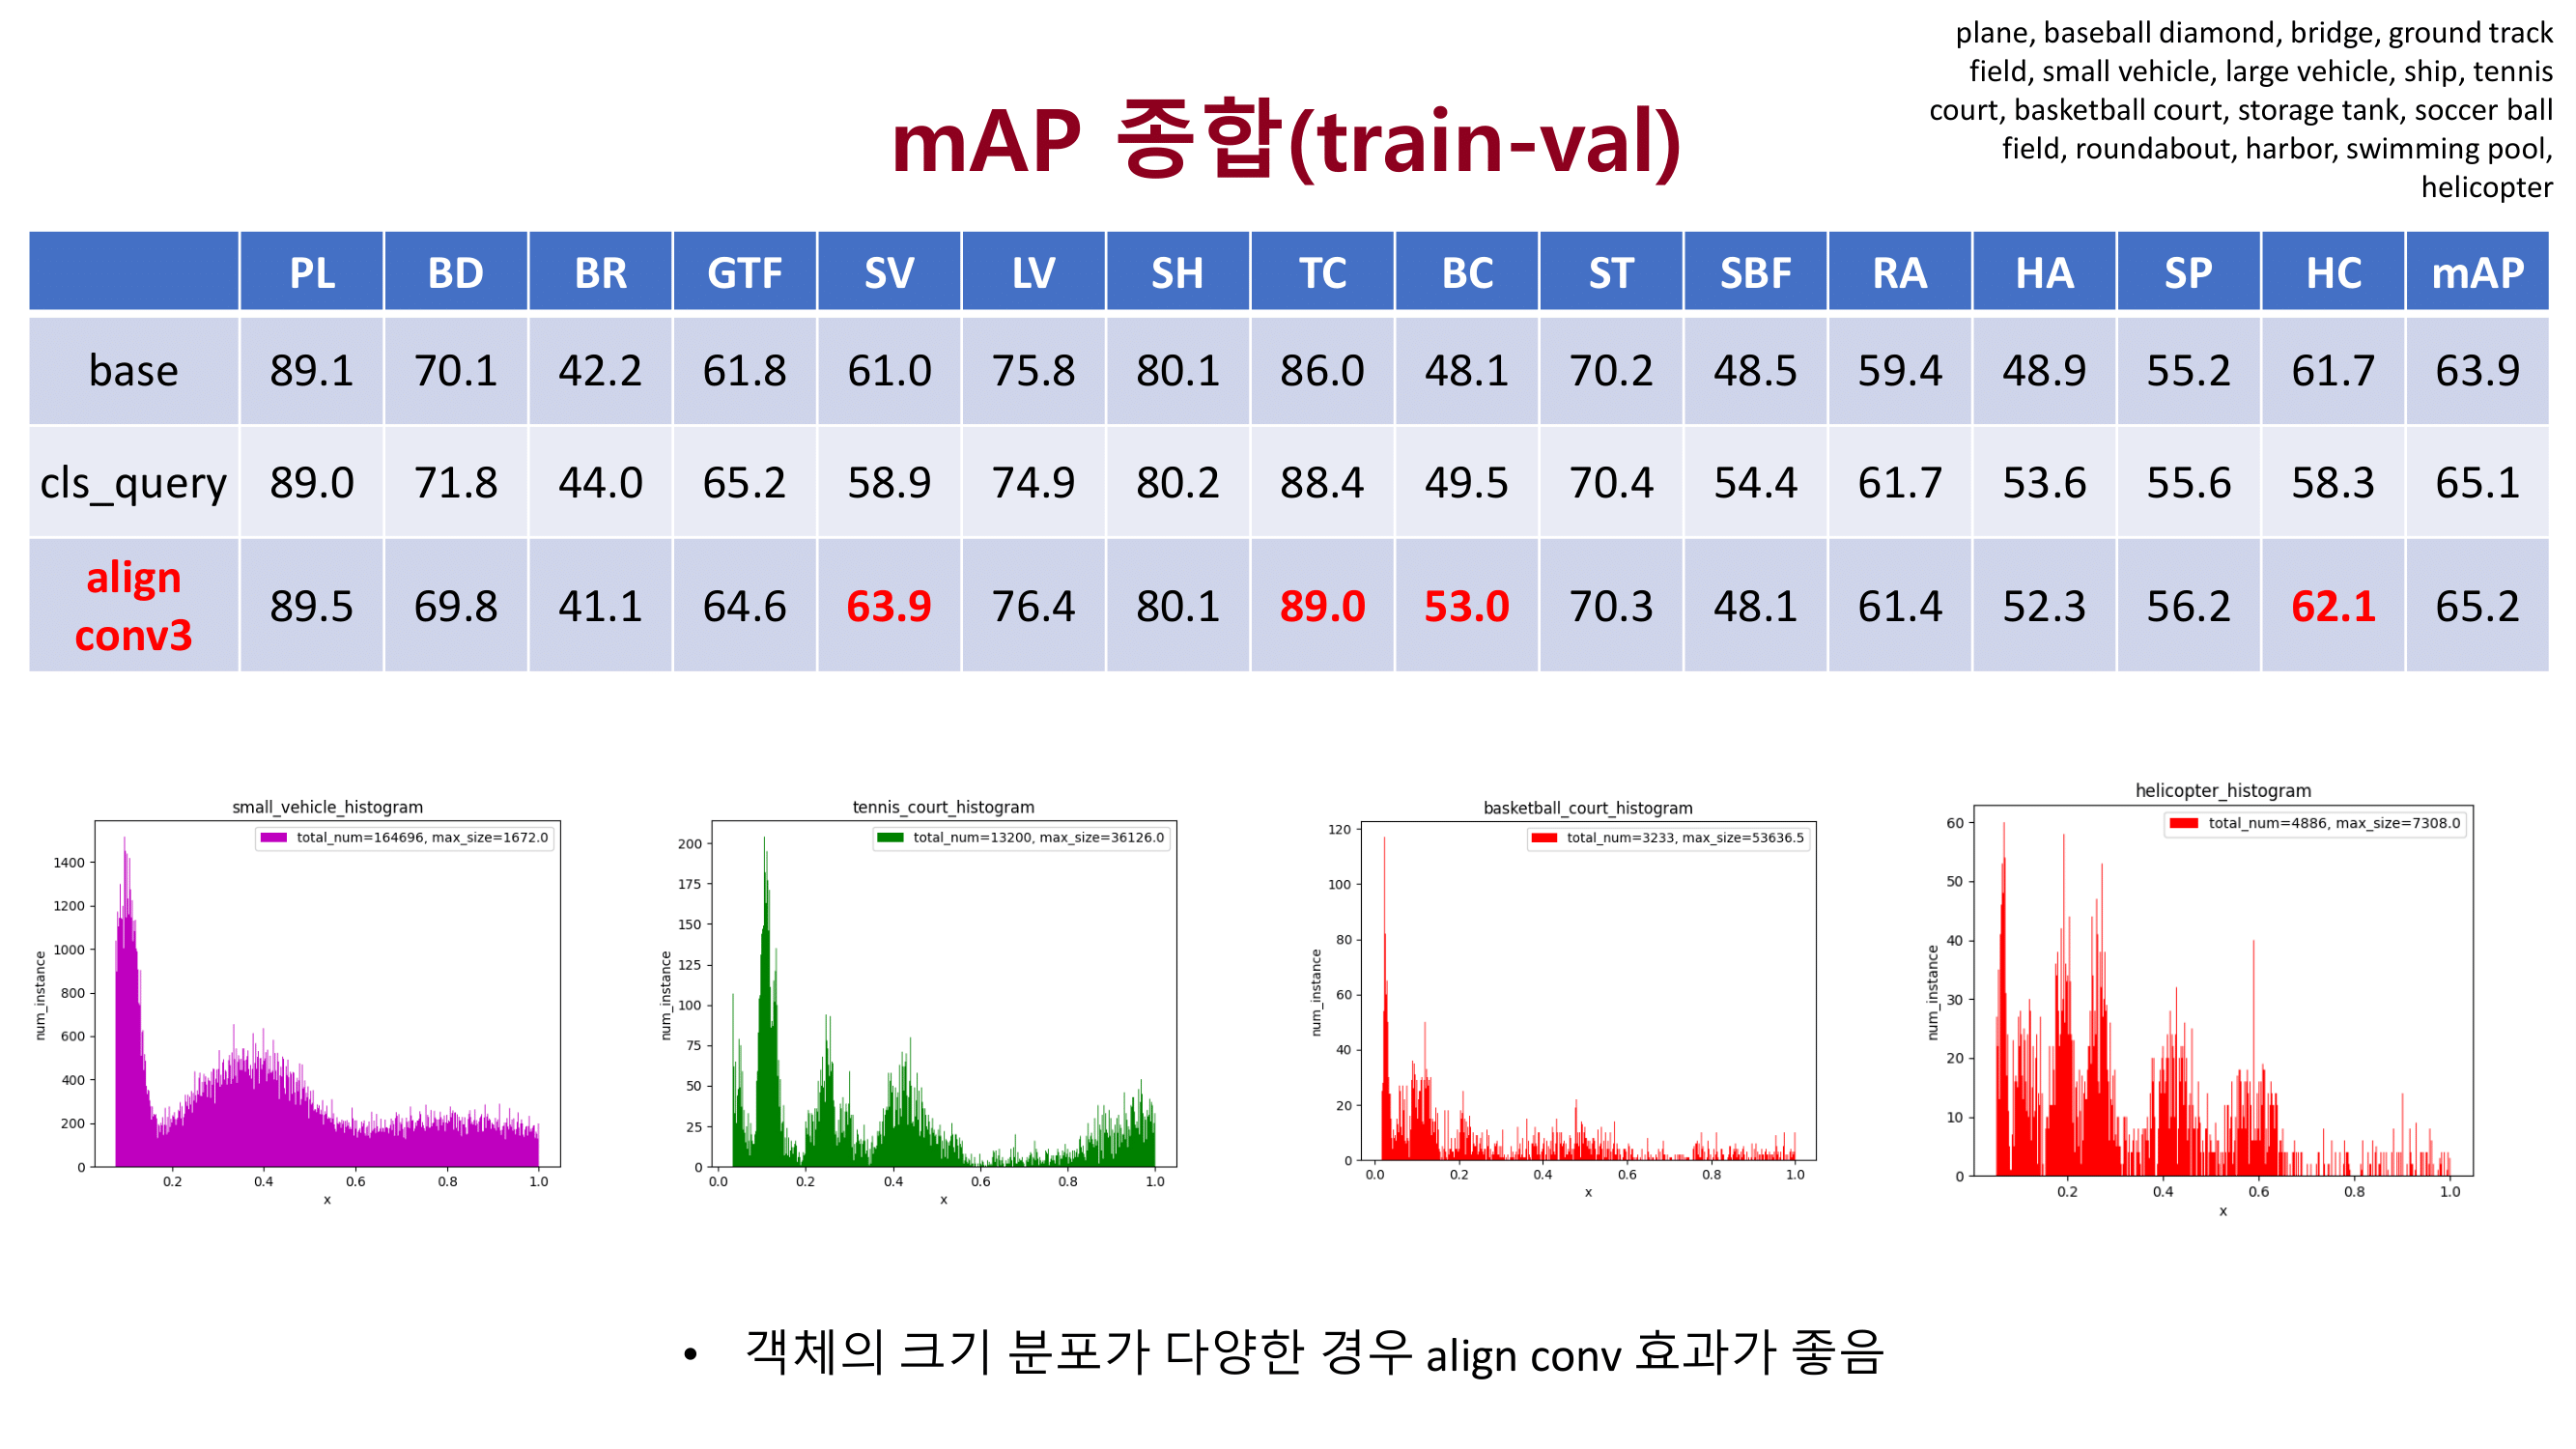 plane, baseball diamond, bridge, ground track
field, small vehicle, large vehicle, ship, tennis
court, basketball court, storage tank, soccer ball
field, roundabout, harbor, swimming pool,
helicopter
mAP 종합(train-val)
PL BD BR GTF SV LV SH TC BC ST SBF RA HA SP HC mAP
base 89.1 70.1 42.2 61.8 61.0 75.8 80.1 86.0 48.1 70.2 48.5 59.4 48.9 55.2 61.7 63.9
cls_query 89.0 71.8 44.0 65.2 58.9 74.9 80.2 88.4 49.5 70.4 54.4 61.7 53.6 55.6 58.3 65.1
align
conv3 89.5 69.8 41.1 64.6 63.9 76.4 80.1 89.0 53.0 70.3 48.1 61.4 52.3 56.2 62.1 65.2
small_vehicle_histogram
total_num=164696, max_size=1672.0
num_instance
1400
1200
1000
800
600
400
200
0
0.2 0.4 0.6 0.8 1.0
x
tennis_court_histogram
total_num=13200, max_size=36126.0
num_instance
200
175
150
125
100
75
50
25
0
0.0 0.2 0.4 0.6 0.8 1.0
x
basketball_court_histogram
total_num=3233, max_size=53636.5
num_instance
120
100
80
60
40
20
0
0.0 0.2 0.4 0.6 0.8 1.0
x
helicopter_histogram
total_num=4886, max_size=7308.0
num_instance
60
50
40
30
20
10
0
0.2 0.4 0.6 0.8 1.0
x
• 객체의 크기 분포가 다양한 경우 align conv 효과가 좋음